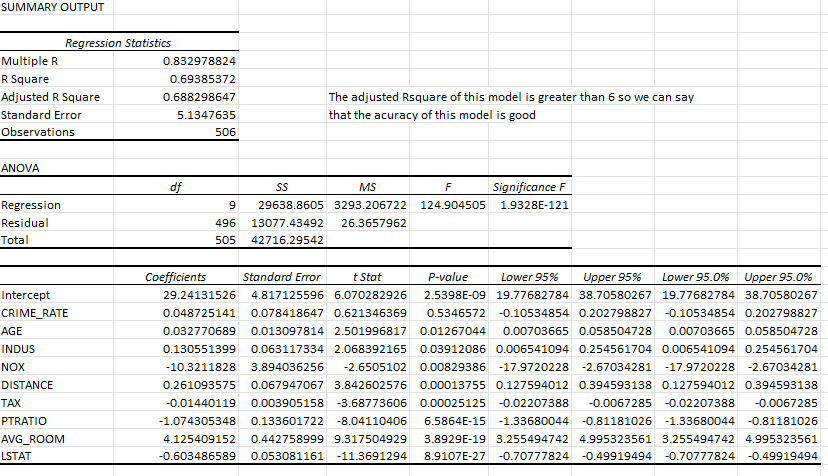 SUMMARY OUTPUT
Regression Statistics
Multiple R 0.832978824
R Square 0.69385372
Adjusted R Square 0.688298647 The adjusted Rsquare of this model is greater than 6 so we can say
Standard Error 5.1347635 that the acuracy of this model is good
Observations 506
ANOVA
df SS MS F Significance F
Regression 9 29638.8605 3293.206722 124.904505 1.9328E-121
Residual 496 13077.43492 26.3657962
Total 505 42716.29542
Coefficients Standard Error t Stat P-value Lower 95% Upper 95% Lower 95.0% Upper 95.0%
Intercept 29.24131526 4.817125596 6.070282926 2.5398E-09 19.77682784 38.70580267 19.77682784 38.70580267
CRIME_RATE 0.048725141 0.078418647 0.621346369 0.5346572 -0.10534854 0.202798827 -0.10534854 0.202798827
AGE 0.032770689 0.013097814 2.501996817 0.01267044 0.00703665 0.058504728 0.00703665 0.058504728
INDUS 0.130551399 0.063117334 2.068392165 0.03912086 0.006541094 0.254561704 0.006541094 0.254561704
NOX -10.3211828 3.894036256 -2.6505102 0.00829386 -17.9720228 -2.67034281 -17.9720228 -2.67034281
DISTANCE 0.261093575 0.067947067 3.842602576 0.00013755 0.127594012 0.394593138 0.127594012 0.394593138
TAX -0.01440119 0.003905158 -3.68773606 0.00025125 -0.02207388 -0.0067285 -0.02207388 -0.0067285
PTRATIO -1.074305348 0.133601722 -8.04110406 6.5864E-15 -1.33680044 -0.81181026 -1.33680044 -0.81181026
AVG_ROOM 4.125409152 0.442758999 9.317504929 3.8929E-19 3.255494742 4.995323561 3.255494742 4.995323561
LSTAT -0.603486589 0.053081161 -11.3691294 8.9107E-27 -0.70777824 -0.49919494 -0.70777824 -0.49919494